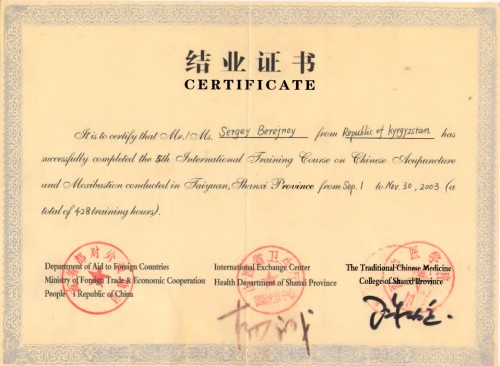 结业证书
CERTIFICATE
It is to certify that Mr./Ms. Sergey Berejnoy from Republic of Kyrgyzstan has
successfully completed the 5th International Training Course on Chinese Acupuncture
and Moxibustion conducted in Taiyuan, Shanxi Province from Sep. 1 to Nov. 30, 2003 (a
total of 428 training hours).
Department of Aid to Foreign Countries
Ministry of Foreign Trade & Economic Cooperation
People's Republic of China
International Exchange Center
Health Department of Shanxi Province
The Traditional Chinese Medicine
College of Shanxi Province